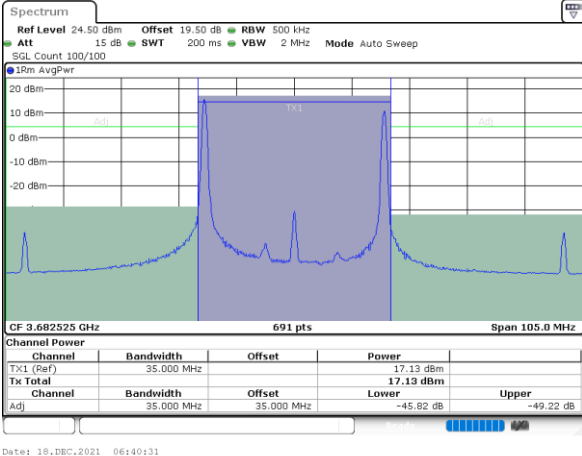 Spectrum
Ref Level 24.50 dBm Offset 19.50 dB RBW 500 kHz
Att 15 dB SWT 200 ms VBW 2 MHz Mode Auto Sweep
SGL Count 100/100
1Rm AvgPwr
20 dBm
TX1
10 dBm
Adj Adj
0 dBm
-10 dBm
-20 dBm
CF 3.682525 GHz 691 pts Span 105.0 MHz
Channel Power
Channel Bandwidth Offset Power
TX1 (Ref) 35.000 MHz 17.13 dBm
Tx Total 17.13 dBm
Channel Bandwidth Offset Lower Upper
Adj 35.000 MHz 35.000 MHz -45.82 dB -49.22 dB
Ready
Date: 18.DEC.2021 06:40:31